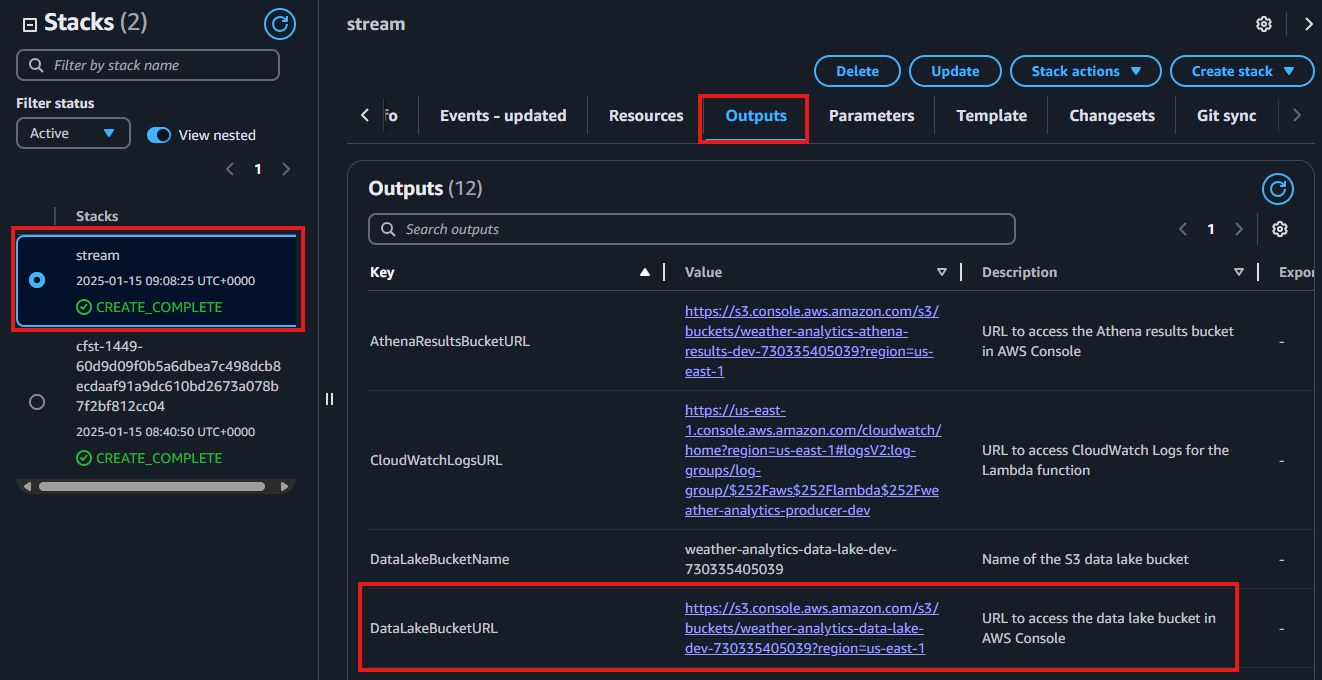 Stacks (2)
Filter by stack name
Filter status
Active
View nested
1
Stacks
stream
2025-01-15 09:08:25 UTC+0000
CREATE_COMPLETE
cfst-1449-
60d9d09f0b5a6dbea7c498dcb8
ecdaaf91a9dc610bd2673a078b
7f2bf812cc04
2025-01-15 08:40:50 UTC+0000
CREATE_COMPLETE
stream
Delete
Update
Stack actions
Create stack
fo
Events - updated
Resources
Outputs
Parameters
Template
Changesets
Git sync
Outputs (12)
Search outputs
1
Key
Value
Description
Expor
AthenaResultsBucketURL
https://s3.console.aws.amazon.com/s3/
buckets/weather-analytics-athena-
results-dev-730335405039?region=us-
east-1
URL to access the Athena results bucket
in AWS Console
-
CloudWatchLogsURL
https://us-east-
1.console.aws.amazon.com/cloudwatch/
home?region=us-east-1#logsV2:log-
groups/log-
group/$252Faws$252Flambda$252Fwe
ather-analytics-producer-dev
URL to access CloudWatch Logs for the
Lambda function
-
DataLakeBucketName
weather-analytics-data-lake-dev-
730335405039
Name of the S3 data lake bucket
-
DataLakeBucketURL
https://s3.console.aws.amazon.com/s3/
buckets/weather-analytics-data-lake-
dev-730335405039?region=us-east-1
URL to access the data lake bucket in
AWS Console
-